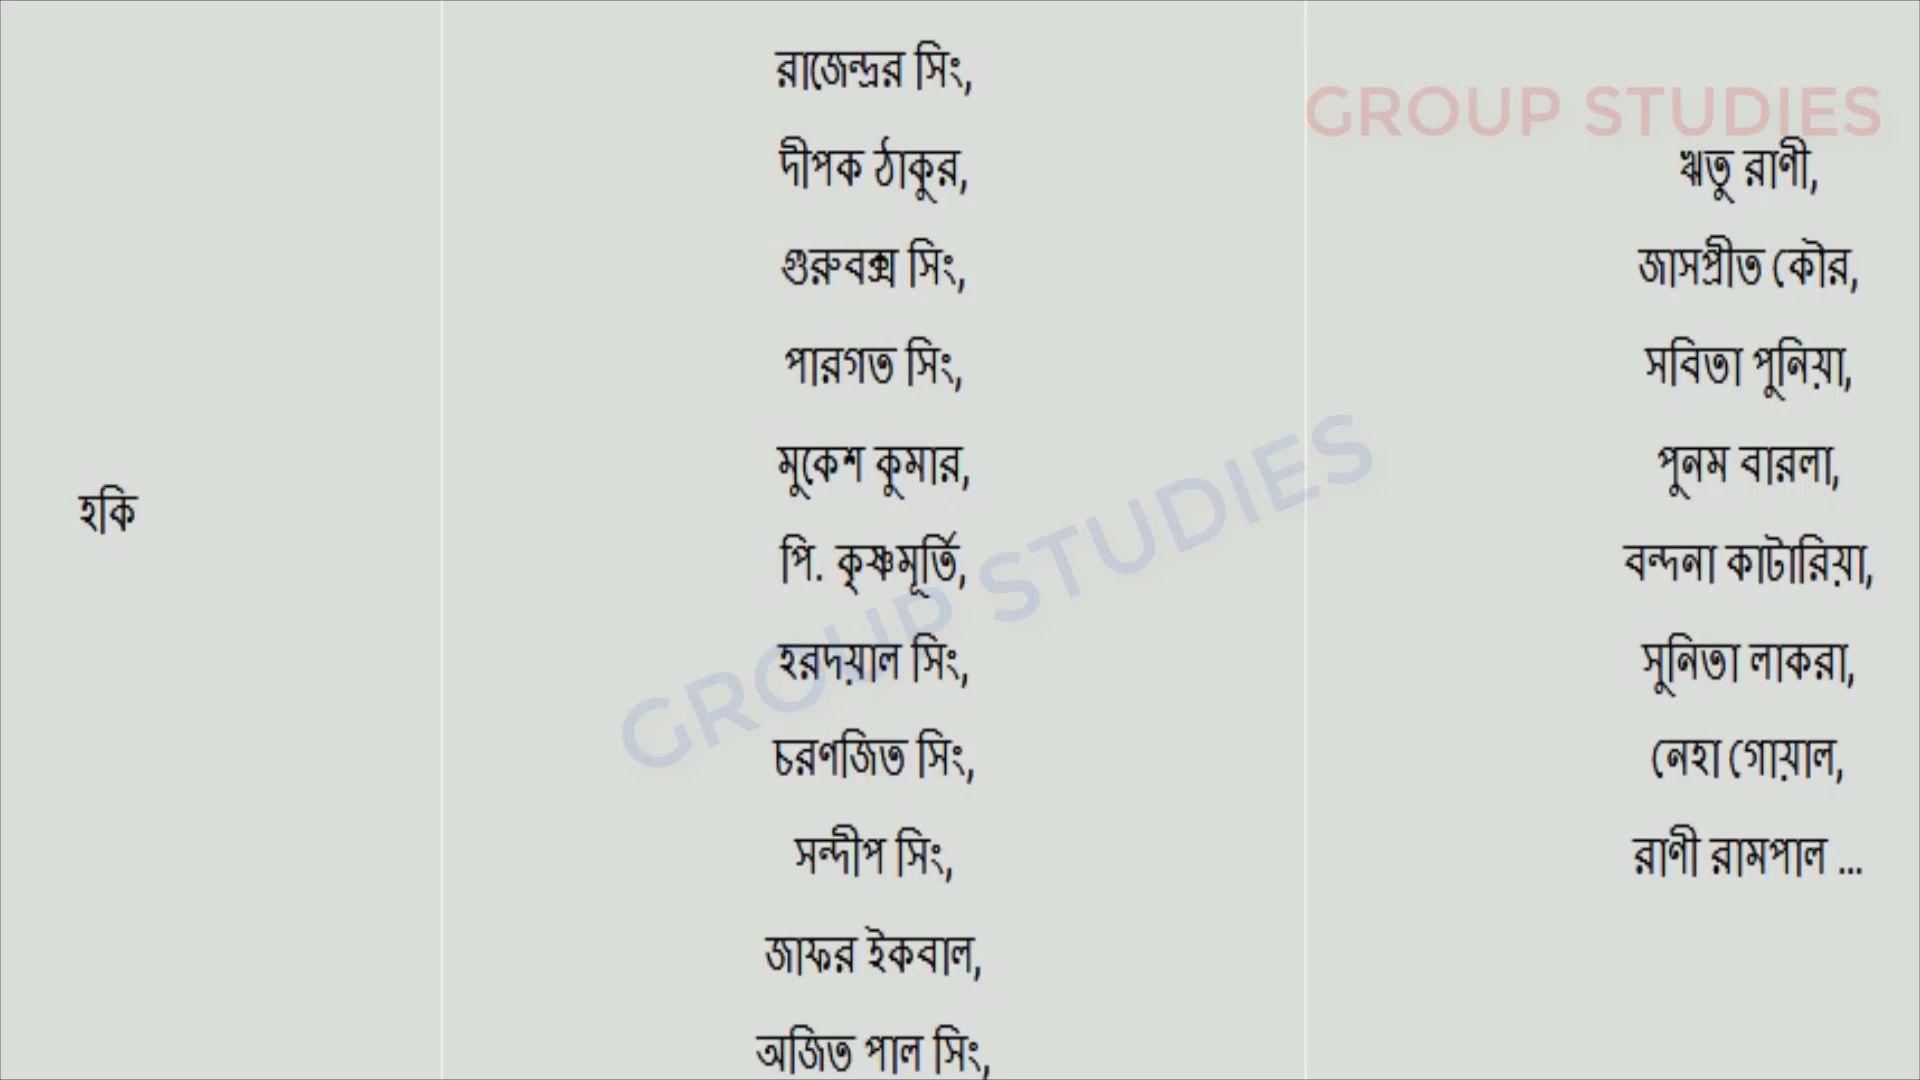 হকি
রাজেন্দ্রর সিং,
দীপক ঠাকুর,
গুরুবক্স সিং,
পারগত সিং,
মুকেশ কুমার,
পি. কৃষ্ণমূর্তি,
হরদয়াল সিং,
চরণজিত সিং,
সন্দীপ সিং,
জাফর ইকবাল,
অজিত পাল সিং,
GROUP STUDIES
ঋতু রাণী,
জাসপ্রীত কৌর,
সবিতা পুনিয়া,
পুনম বারলা,
বন্দনা কাটারিয়া,
সুনিতা লাকরা,
নেহা গোয়াল,
রাণী রামপাল ...
GROUP STUDIES